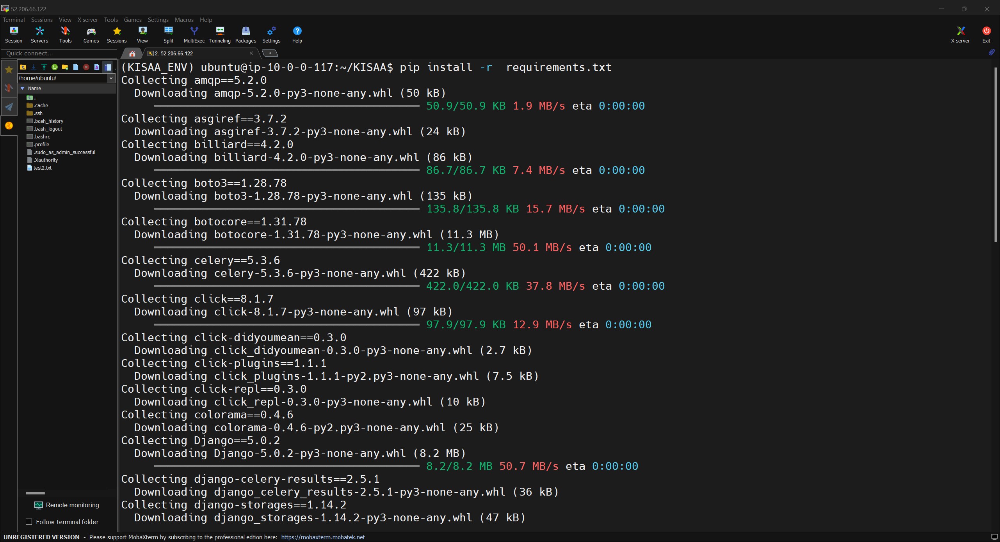 52.206.66.122
Terminal Sessions View X server Tools Games Settings Macros Help
Session Servers Tools Games Sessions View Split MultiExec Tunneling Packages Settings Help X server Exit
Quick connect...
2. 52.206.66.122
/home/ubuntu/
Name
..
.cache
.ssh
.bash_history
.bash_logout
.bashrc
.profile
.sudo_as_admin_successful
.Xauthority
test2.txt
Remote monitoring
Follow terminal folder
(KISAA_ENV) ubuntu@ip-10-0-0-117:~/KISAA$ pip install -r  requirements.txt
Collecting amqp==5.2.0
  Downloading amqp-5.2.0-py3-none-any.whl (50 kB)
50.9/50.9 KB 1.9 MB/s eta 0:00:00
Collecting asgiref==3.7.2
  Downloading asgiref-3.7.2-py3-none-any.whl (24 kB)
Collecting billiard==4.2.0
  Downloading billiard-4.2.0-py3-none-any.whl (86 kB)
86.7/86.7 KB 7.4 MB/s eta 0:00:00
Collecting boto3==1.28.78
  Downloading boto3-1.28.78-py3-none-any.whl (135 kB)
135.8/135.8 KB 15.7 MB/s eta 0:00:00
Collecting botocore==1.31.78
  Downloading botocore-1.31.78-py3-none-any.whl (11.3 MB)
11.3/11.3 MB 50.1 MB/s eta 0:00:00
Collecting celery==5.3.6
  Downloading celery-5.3.6-py3-none-any.whl (422 kB)
422.0/422.0 KB 37.8 MB/s eta 0:00:00
Collecting click==8.1.7
  Downloading click-8.1.7-py3-none-any.whl (97 kB)
97.9/97.9 KB 12.9 MB/s eta 0:00:00
Collecting click-didyoumean==0.3.0
  Downloading click_didyoumean-0.3.0-py3-none-any.whl (2.7 kB)
Collecting click-plugins==1.1.1
  Downloading click_plugins-1.1.1-py2.py3-none-any.whl (7.5 kB)
Collecting click-repl==0.3.0
  Downloading click_repl-0.3.0-py3-none-any.whl (10 kB)
Collecting colorama==0.4.6
  Downloading colorama-0.4.6-py2.py3-none-any.whl (25 kB)
Collecting Django==5.0.2
  Downloading Django-5.0.2-py3-none-any.whl (8.2 MB)
8.2/8.2 MB 50.7 MB/s eta 0:00:00
Collecting django-celery-results==2.5.1
  Downloading django_celery_results-2.5.1-py3-none-any.whl (36 kB)
Collecting django-storages==1.14.2
  Downloading django_storages-1.14.2-py3-none-any.whl (47 kB)
UNREGISTERED VERSION - Please support MobaXterm by subscribing to the professional edition here: https://mobaxterm.mobatek.net